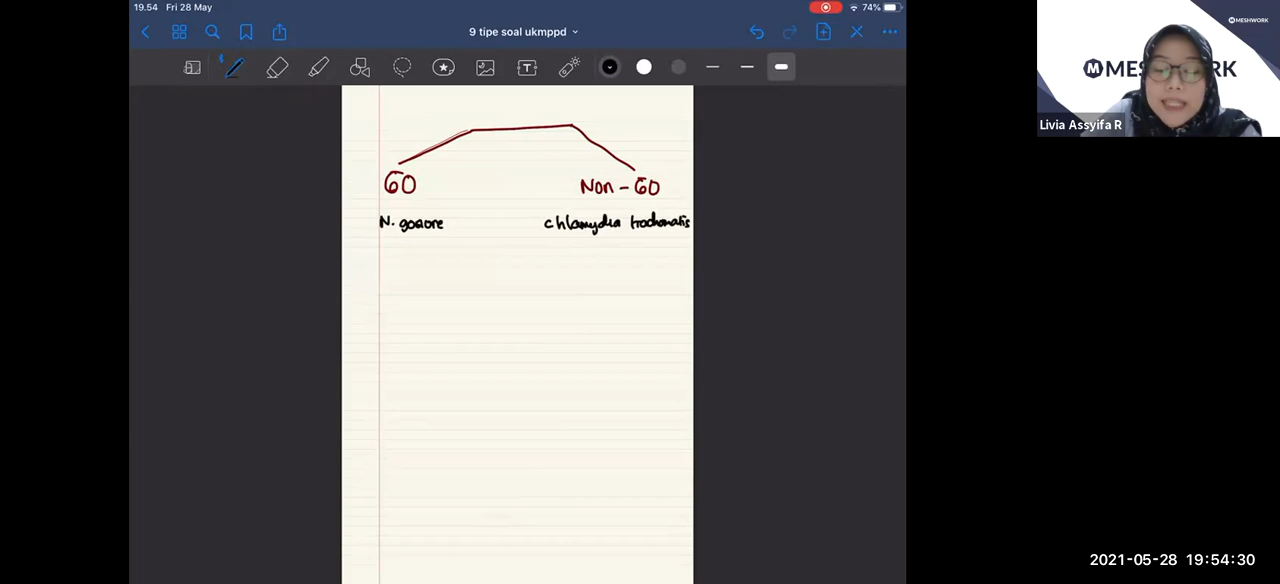 19.54 Fri 28 May
74%
9 tipe soal ukmppd
T
MESHWORK
Livia Assyifa R
GO
Non - GO
N. gonore
chlamydia trachomatis
2021-05-28 19:54:30